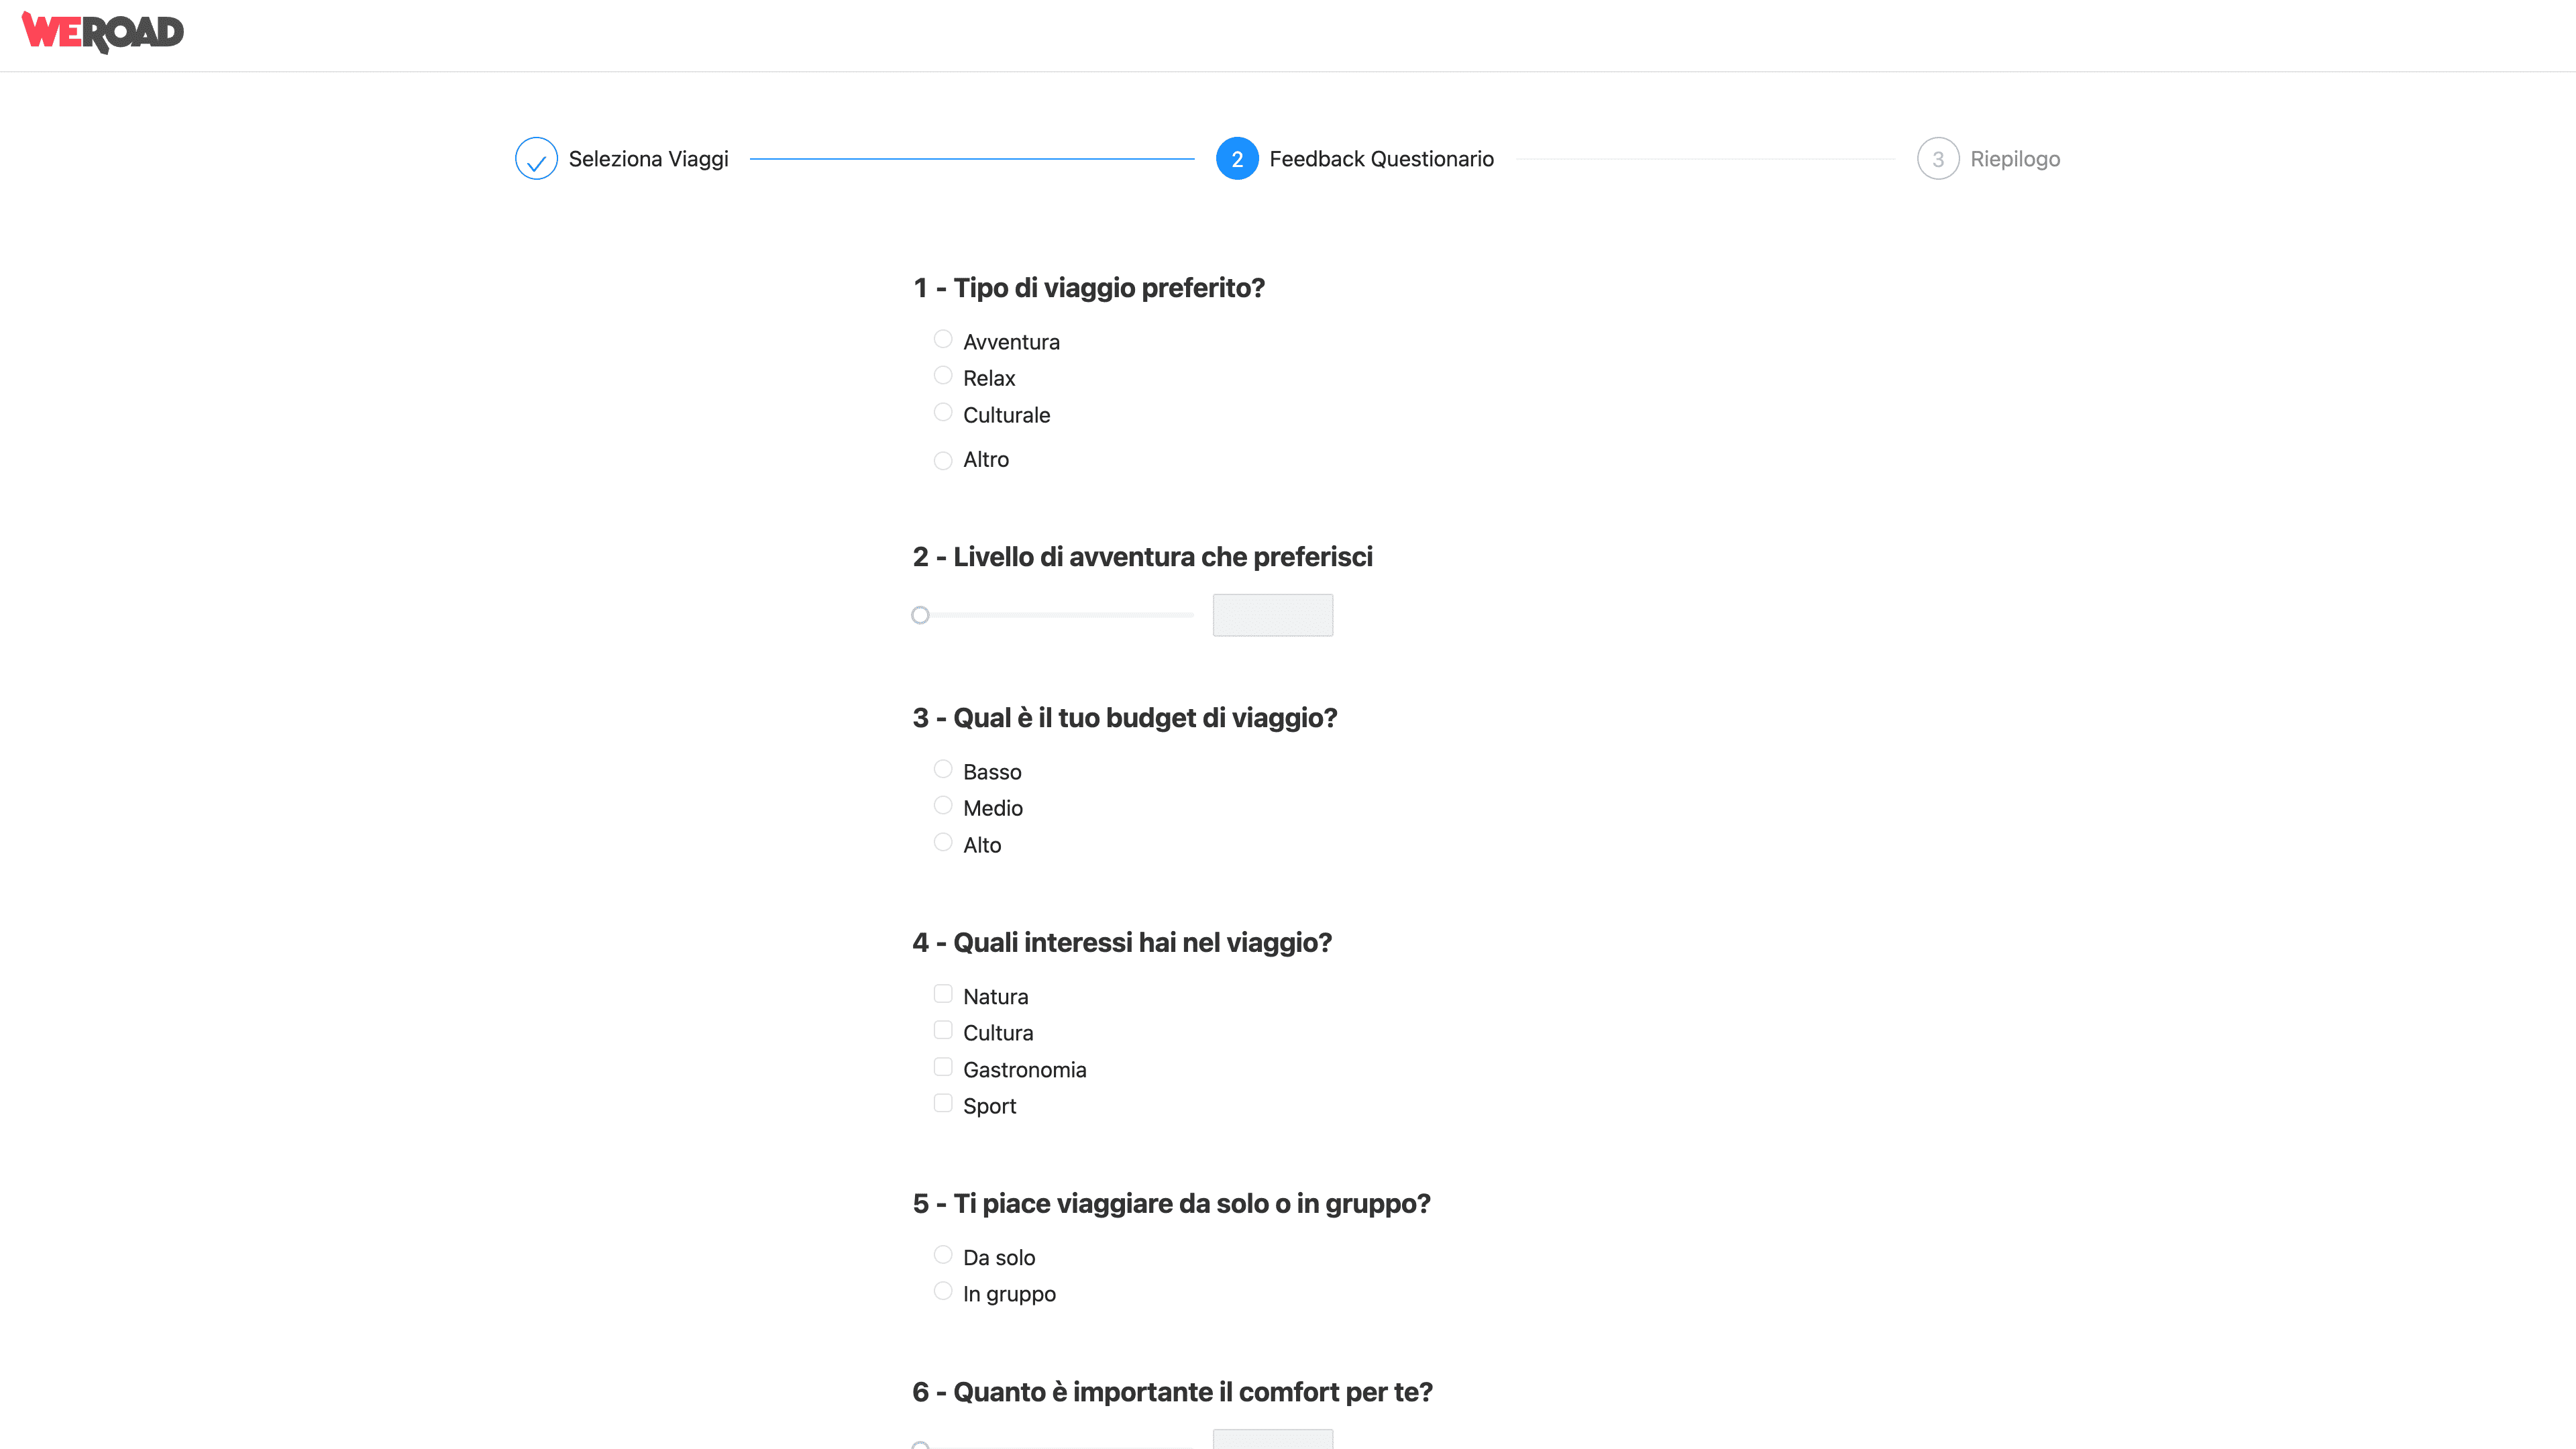 WEROAD
Seleziona Viaggi
2 Feedback Questionario
3 Riepilogo
1 - Tipo di viaggio preferito?
Avventura
Relax
Culturale
Altro
2 - Livello di avventura che preferisci
3 - Qual è il tuo budget di viaggio?
Basso
Medio
Alto
4 - Quali interessi hai nel viaggio?
Natura
Cultura
Gastronomia
Sport
5 - Ti piace viaggiare da solo o in gruppo?
Da solo
In gruppo
6 - Quanto è importante il comfort per te?